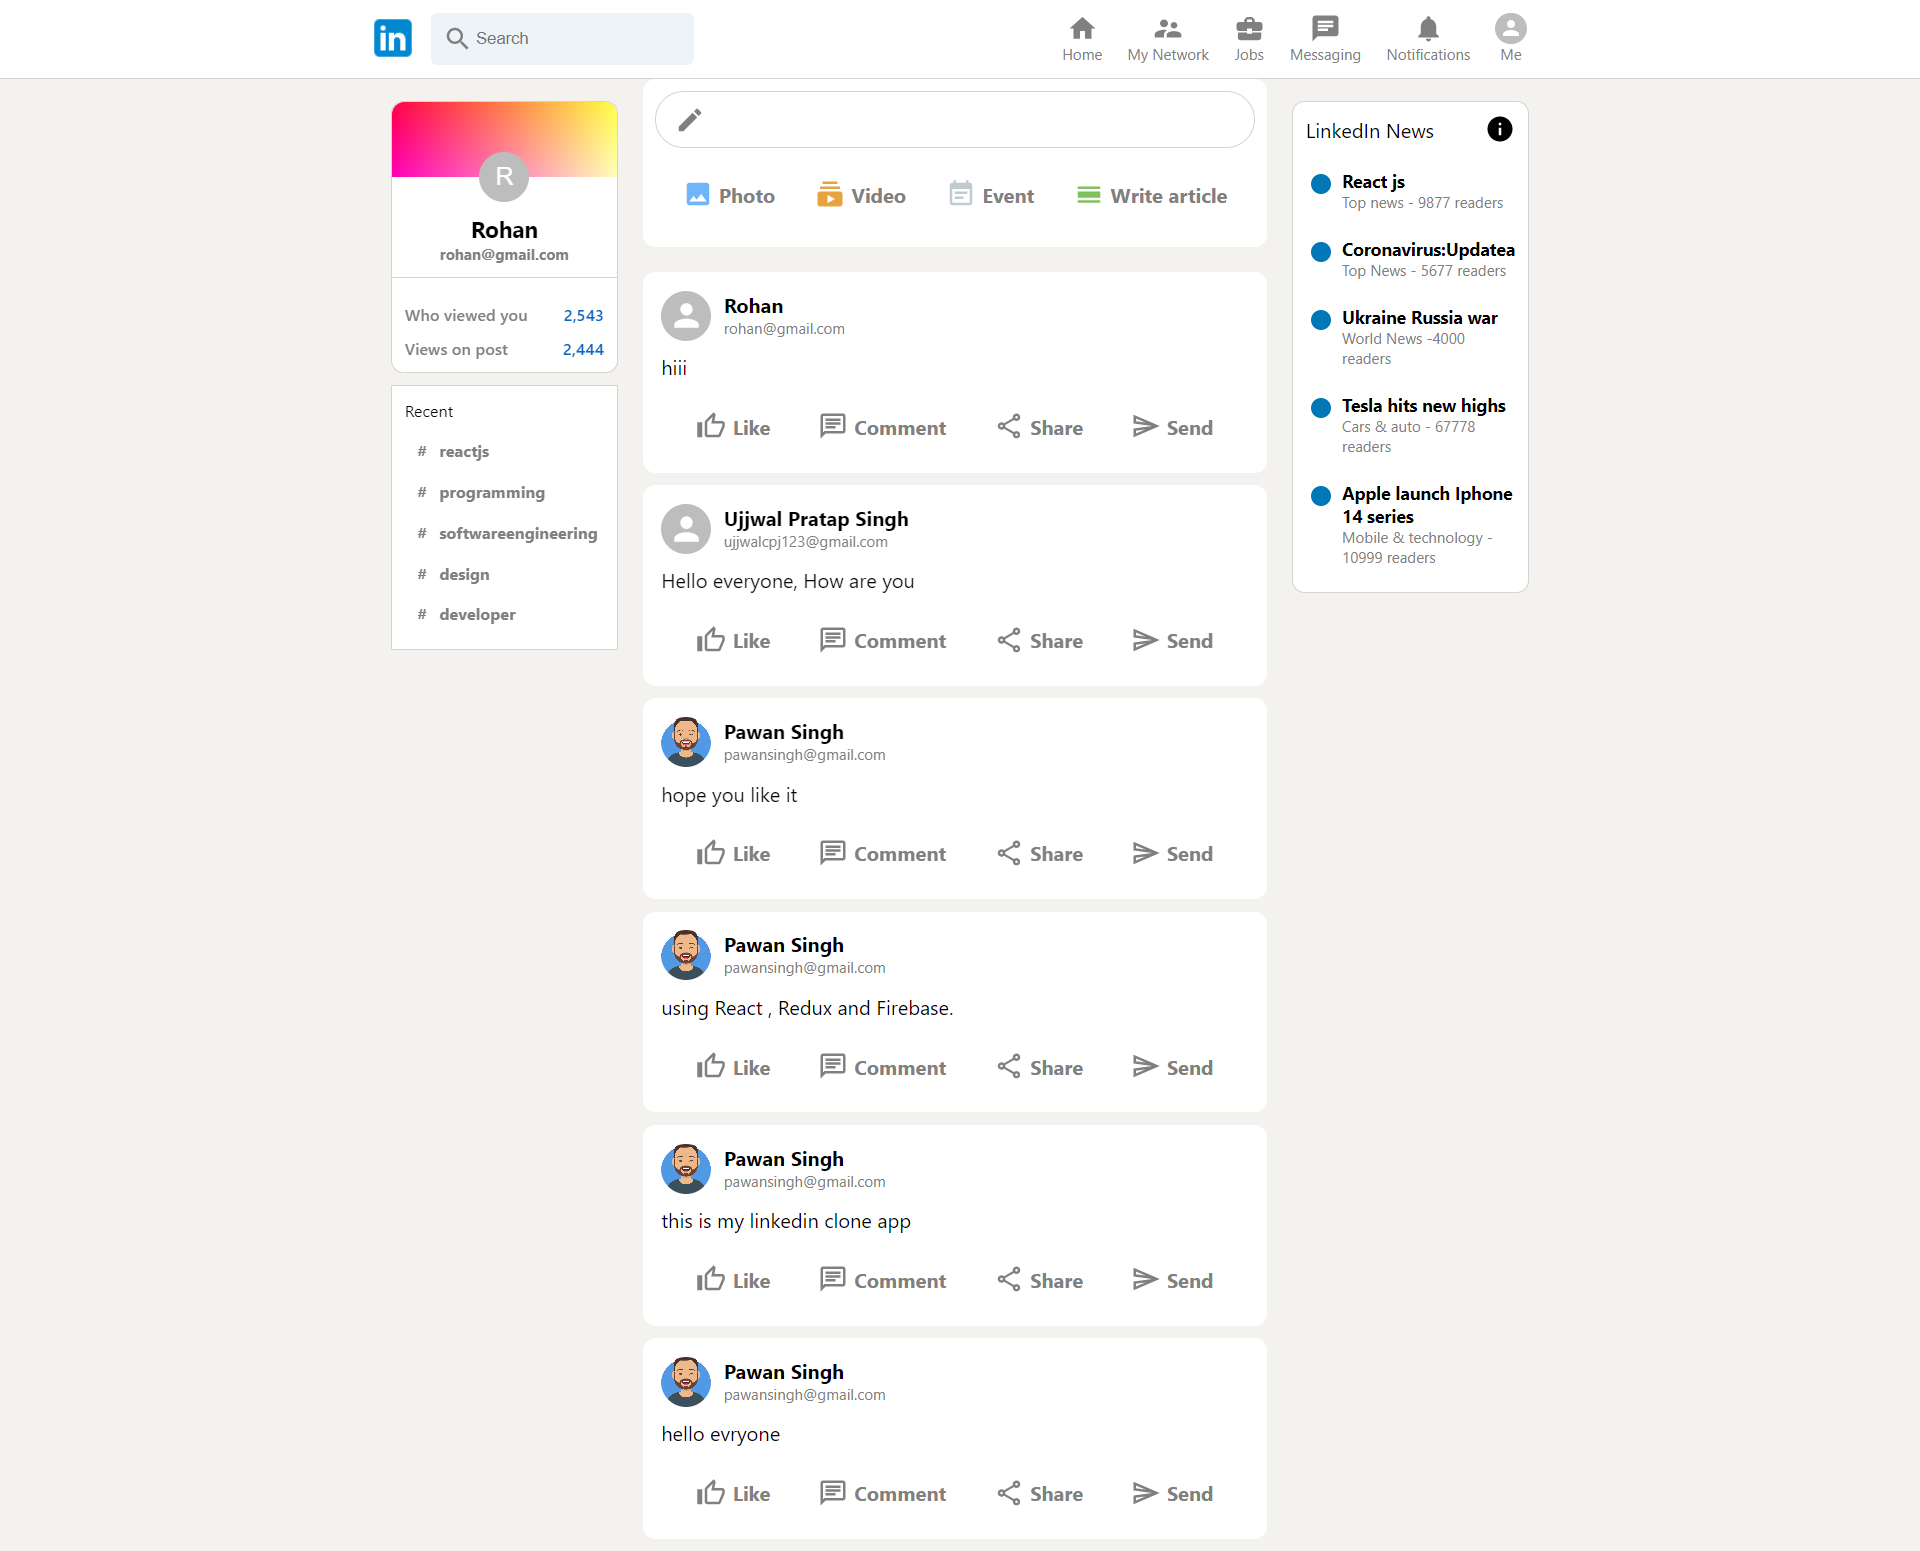 in
Search
Home
My Network
Jobs
Messaging
Notifications
Me
R
Rohan
rohan@gmail.com
Who viewed you 2,543
Views on post 2,444
Recent
# reactjs
# programming
# softwareengineering
# design
# developer
Photo Video Event Write article
Rohan
rohan@gmail.com
hiii
Like Comment Share Send
Ujjwal Pratap Singh
ujjwalcpj123@gmail.com
Hello everyone, How are you
Like Comment Share Send
Pawan Singh
pawansingh@gmail.com
hope you like it
Like Comment Share Send
Pawan Singh
pawansingh@gmail.com
using React , Redux and Firebase.
Like Comment Share Send
Pawan Singh
pawansingh@gmail.com
this is my linkedin clone app
Like Comment Share Send
Pawan Singh
pawansingh@gmail.com
hello evryone
Like Comment Share Send
LinkedIn News
React js
Top news - 9877 readers
Coronavirus:Updatea
Top News - 5677 readers
Ukraine Russia war
World News -4000
readers
Tesla hits new highs
Cars & auto - 67778
readers
Apple launch Iphone
14 series
Mobile & technology -
10999 readers